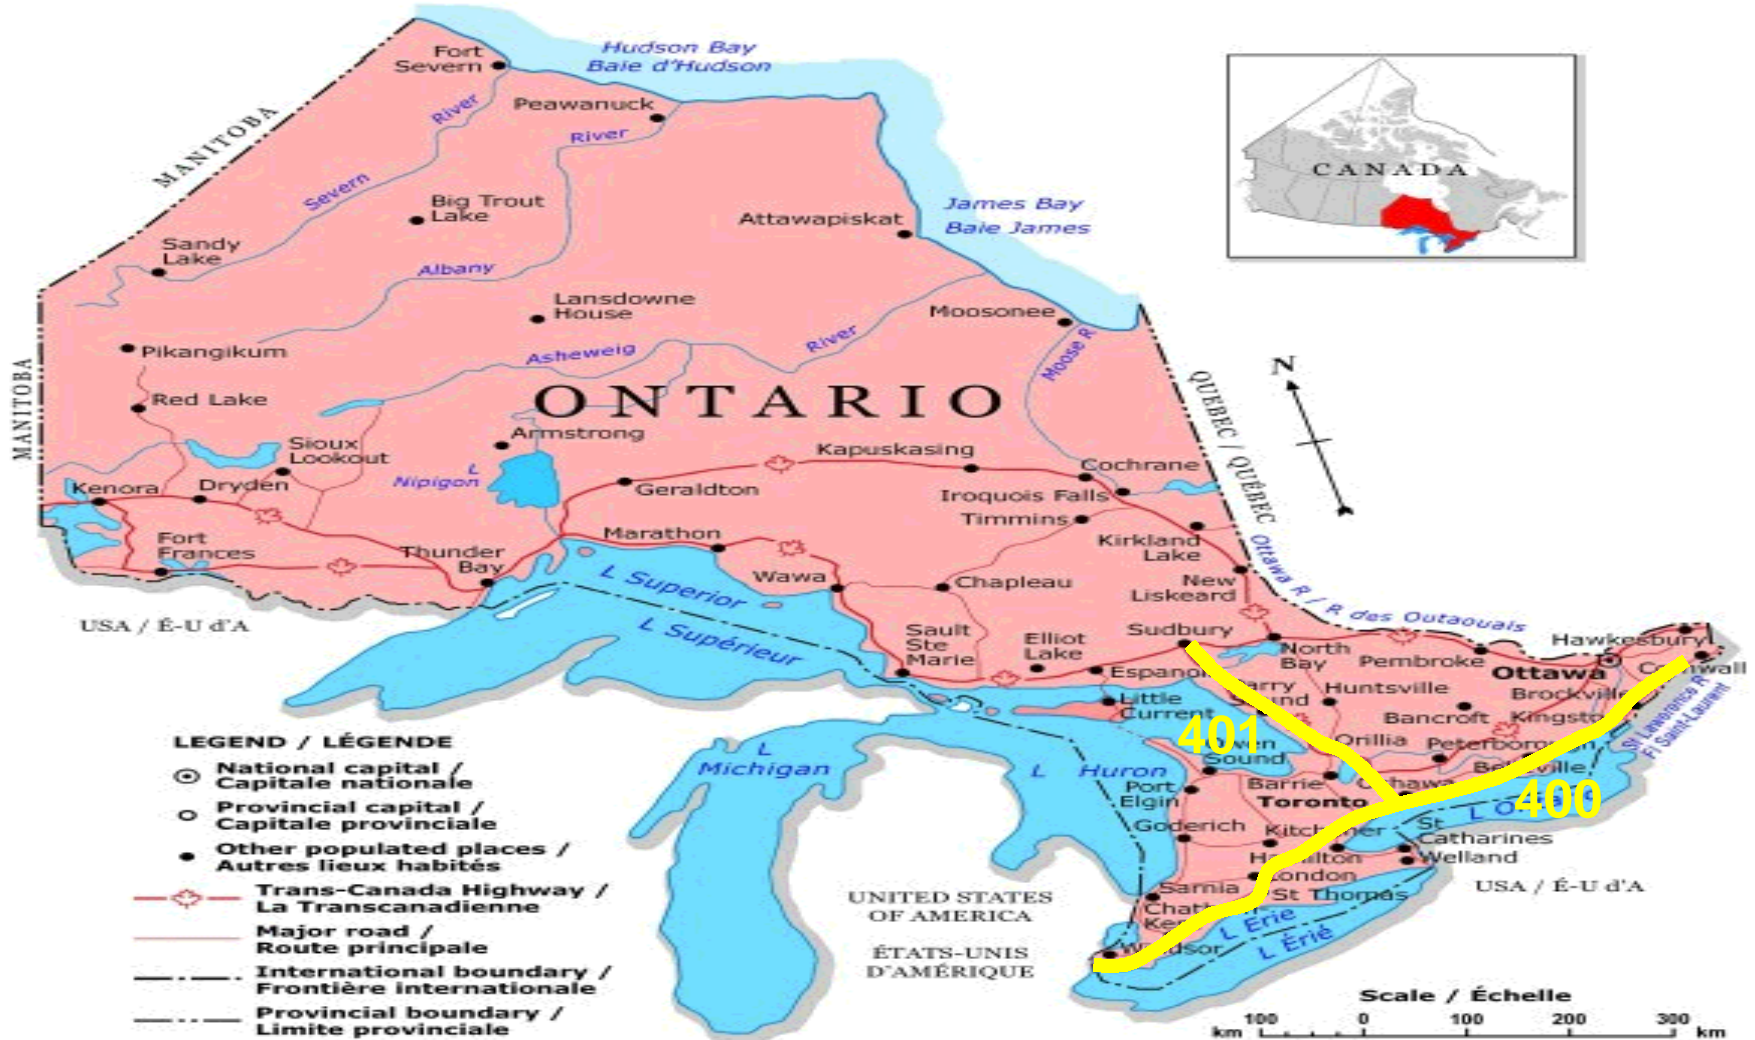 Hudson Bay
Baie d'Hudson
Fort
Severn
River
Peawanuck
River
MANITOBA
Severn
Big Trout
Lake
Attawapiskat
James Bay
Baie James
CANADA
Sandy
Lake
Albany
Lansdowne
House
Moosonee
Moose R
Pikangikum
Asheweig
River
MANITOBA
Red Lake
ONTARIO
N
QUEBEC / QUÉBEC
Armstrong
Sioux
Lookout
L
Nipigon
Kapuskasing
Cochrane
Kenora
Dryden
Geraldton
Iroquois Falls
Timmins
Fort
Frances
Thunder
Bay
Marathon
Kirkland
Lake
Ottawa R / R des Outaouais
Wawa
Chapleau
New
Liskeard
USA / É-U d'A
L Superior
L Supérieur
Sault
Ste
Marie
Elliot
Lake
Sudbury
North
Bay
Pembroke
Ottawa
Hawkesbury
Little
Current
Huntsville
Brockville
Bancroft
St Lawerence R
Fl Saint-Laurent
401
Orillia
Sound
L
Michigan
L Huron
Port
Elgin
Barrie
Toronto
400
Goderich
St
Catharines
Welland
London
Sarnia
St Thomas
L Erie
L Érié
USA / É-U d'A
UNITED STATES
OF AMERICA
ÉTATS-UNIS
D'AMÉRIQUE
LEGEND / LÉGENDE
National capital /
Capitale nationale
Provincial capital /
Capitale provinciale
Other populated places /
Autres lieux habités
Trans-Canada Highway /
La Transcanadienne
Major road /
Route principale
International boundary /
Frontière internationale
Provincial boundary /
Limite provinciale
Scale / Échelle
km 100 0 100 200 300 km